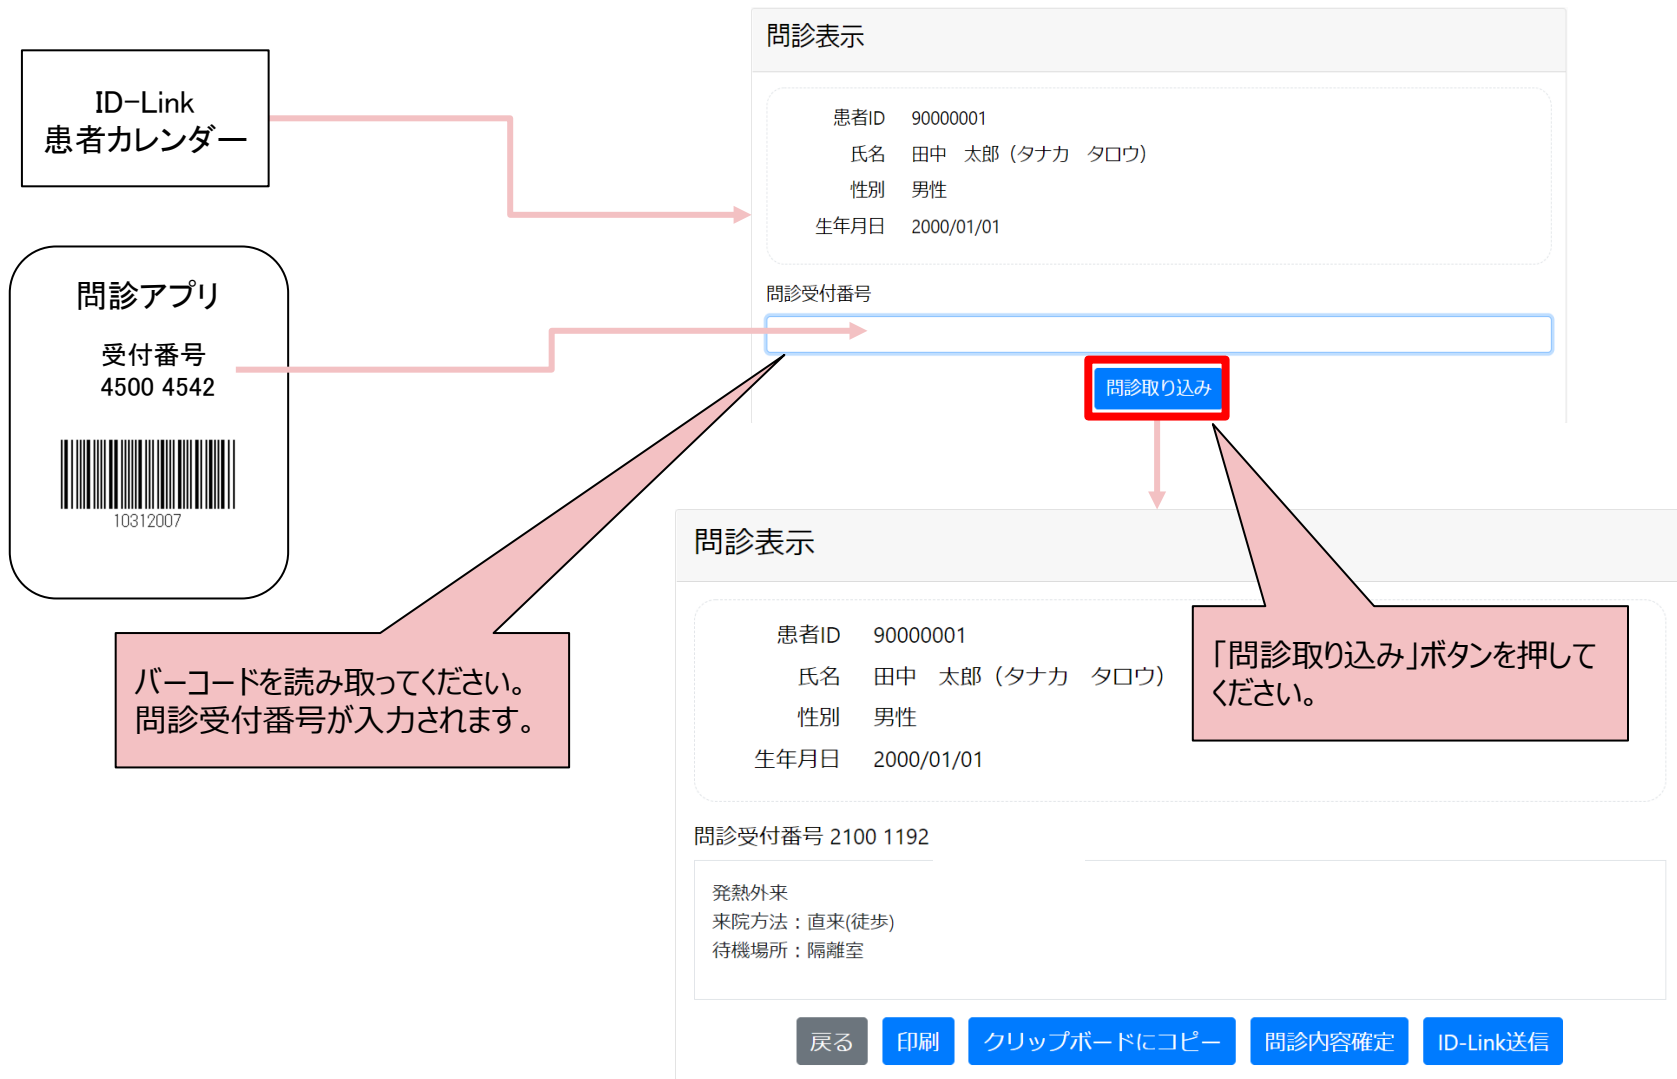 ID-Link
患者カレンダー
問診アプリ
受付番号
4500 4542
10312007
問診表示
患者ID 90000001
氏名 田中　太郎（タナカ　タロウ）
性別 男性
生年月日 2000/01/01
問診受付番号
問診取り込み
バーコードを読み取ってください。
問診受付番号が入力されます。
「問診取り込み」ボタンを押して
ください。
問診表示
患者ID 90000001
氏名 田中　太郎（タナカ　タロウ）
性別 男性
生年月日 2000/01/01
問診受付番号 2100 1192
発熱外来
来院方法：直来(徒歩)
待機場所：隔離室
戻る 印刷 クリップボードにコピー 問診内容確定 ID-Link送信